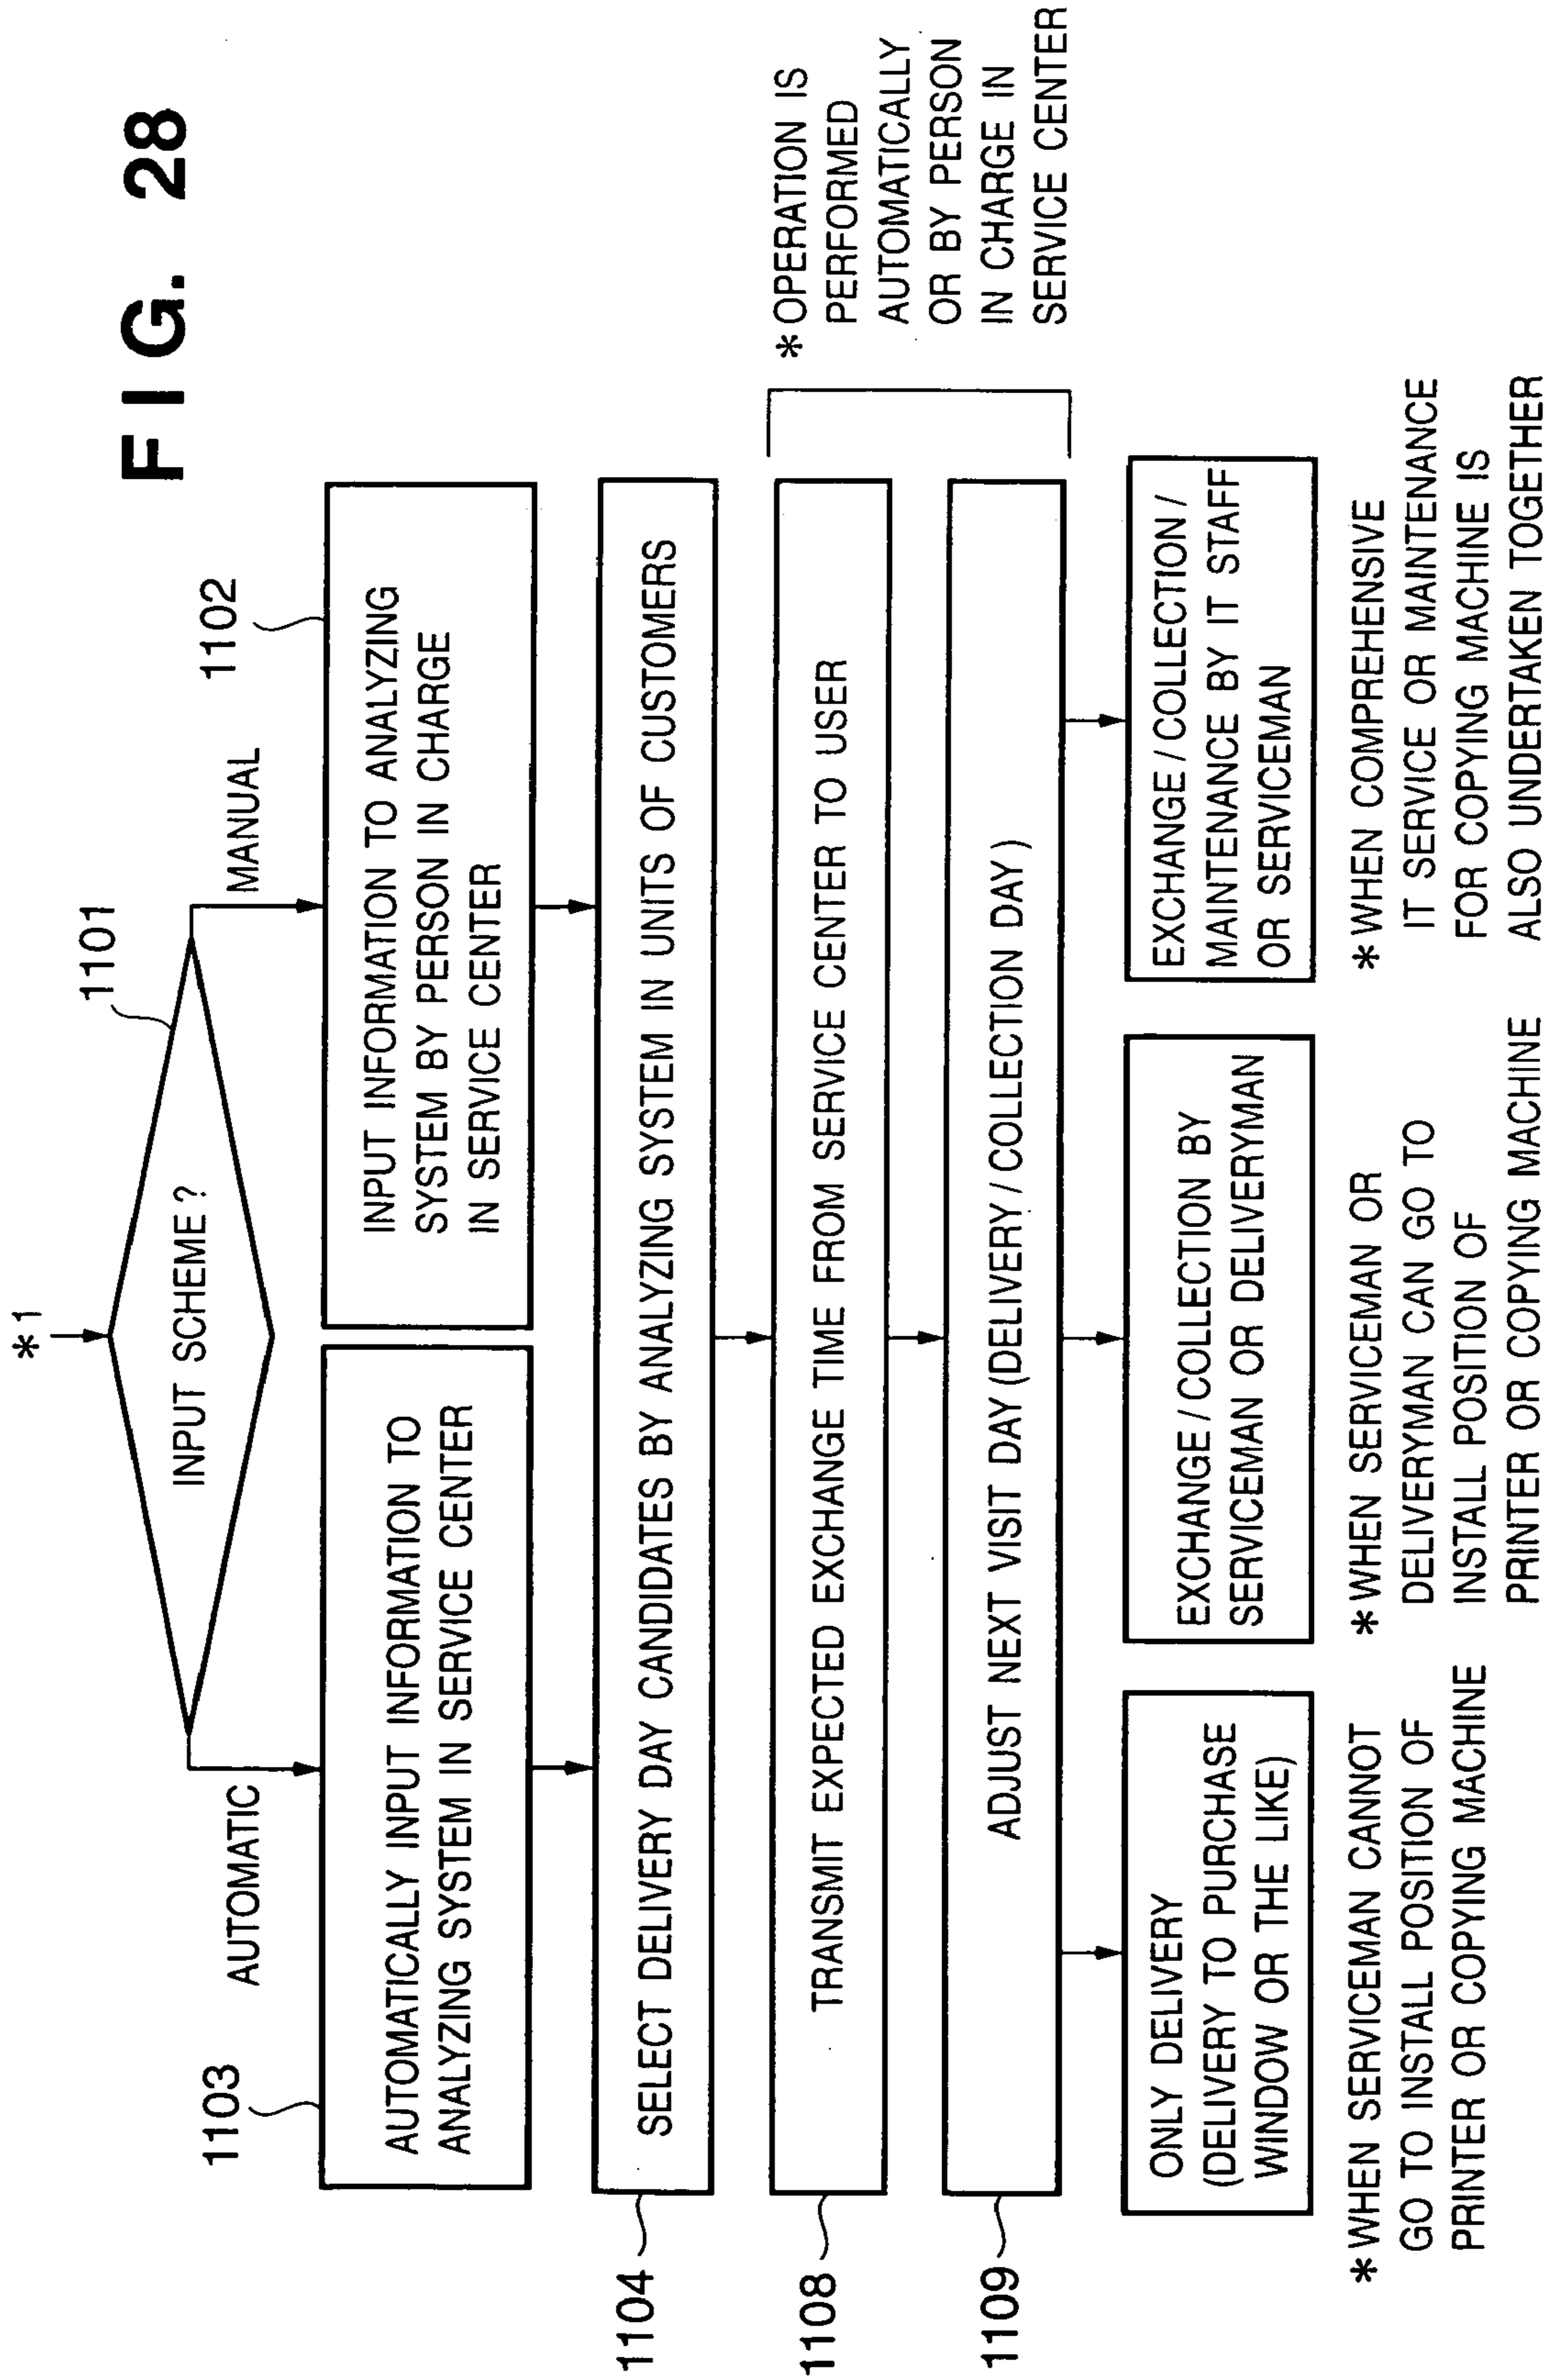 FIG. 28
*1
1101
INPUT SCHEME?
AUTOMATIC
MANUAL
1103
1102
AUTOMATICALLY INPUT INFORMATION TO
ANALYZING SYSTEM IN SERVICE CENTER
INPUT INFORMATION TO ANALYZING
SYSTEM BY PERSON IN CHARGE
IN SERVICE CENTER
1104
SELECT DELIVERY DAY CANDIDATES BY ANALYZING SYSTEM IN UNITS OF CUSTOMERS
1108
TRANSMIT EXPECTED EXCHANGE TIME FROM SERVICE CENTER TO USER
1109
ADJUST NEXT VISIT DAY (DELIVERY / COLLECTION DAY)
* OPERATION IS
PERFORMED
AUTOMATICALLY
OR BY PERSON
IN CHARGE IN
SERVICE CENTER
ONLY DELIVERY
(DELIVERY TO PURCHASE
WINDOW OR THE LIKE)
EXCHANGE / COLLECTION BY
SERVICEMAN OR DELIVERYMAN
EXCHANGE / COLLECTION /
MAINTENANCE BY IT STAFF
OR SERVICEMAN
* WHEN SERVICEMAN CANNOT
GO TO INSTALL POSITION OF
PRINTER OR COPYING MACHINE
* WHEN SERVICEMAN OR
DELIVERYMAN CAN GO TO
INSTALL POSITION OF
PRINTER OR COPYING MACHINE
* WHEN COMPREHENSIVE
IT SERVICE OR MAINTENANCE
FOR COPYING MACHINE IS
ALSO UNDERTAKEN TOGETHER